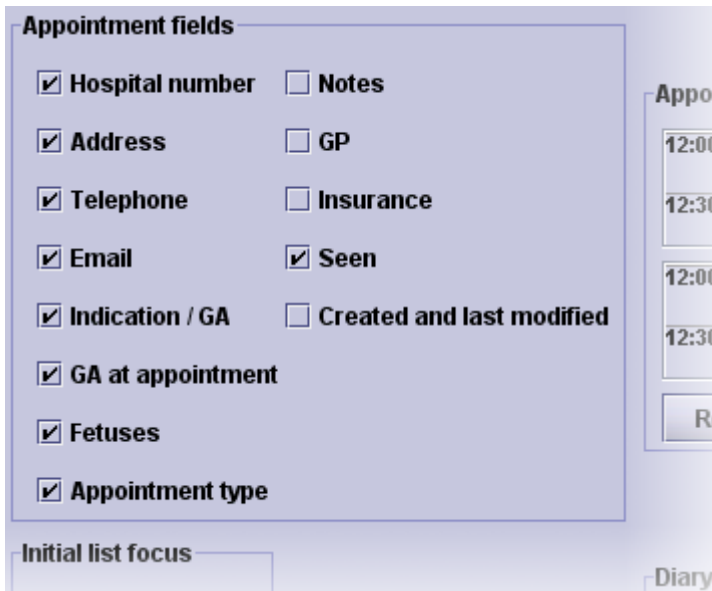 Appointment fields
Hospital number
Notes
Address
GP
Telephone
Insurance
Email
Seen
Indication / GA
Created and last modified
GA at appointment
Fetuses
Appointment type
Initial list focus
12:00
12:30
12:00
12:30
Diary